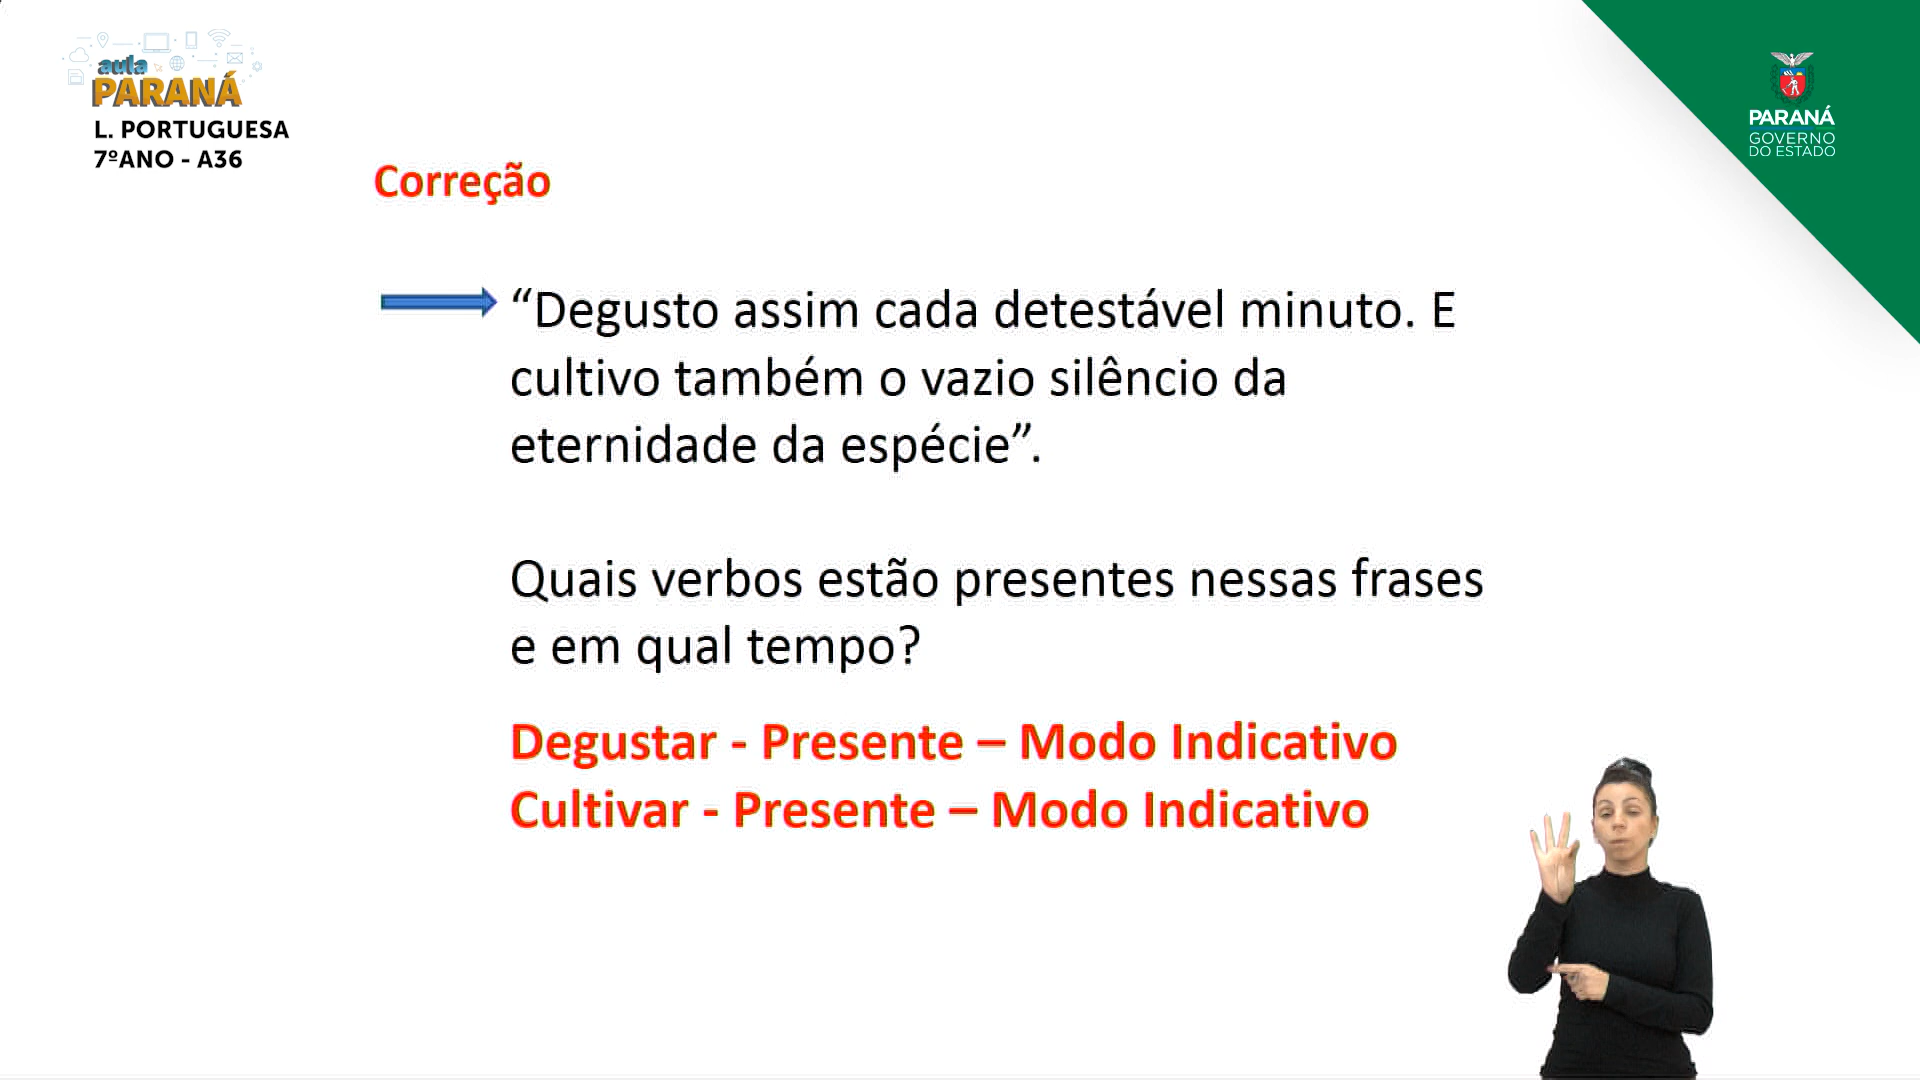 aula
PARANÁ
L. PORTUGUESA
7ºANO - A36
PARANÁ
GOVERNO
DO ESTADO
Correção
“Degusto assim cada detestável minuto. E
cultivo também o vazio silêncio da
eternidade da espécie”.
Quais verbos estão presentes nessas frases
e em qual tempo?
Degustar - Presente – Modo Indicativo
Cultivar - Presente – Modo Indicativo